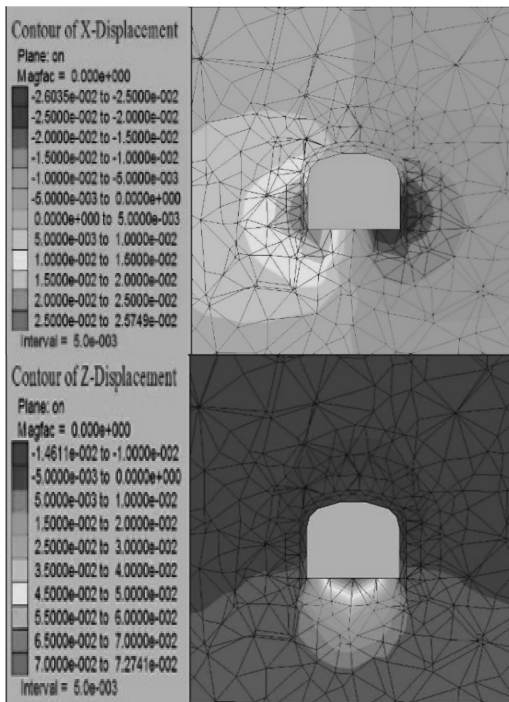 Contour of X-Displacement
Plane: on
Magfac = 0.000e+000
-2.6035e-002 to -2.5000e-002
-2.5000e-002 to -2.0000e-002
-2.0000e-002 to -1.5000e-002
-1.5000e-002 to -1.0000e-002
-1.0000e-002 to -5.0000e-003
-5.0000e-003 to 0.0000e+000
0.0000e+000 to 5.0000e-003
5.0000e-003 to 1.0000e-002
1.0000e-002 to 1.5000e-002
1.5000e-002 to 2.0000e-002
2.0000e-002 to 2.5000e-002
2.5000e-002 to 2.5749e-002
Interval = 5.0e-003
Contour of Z-Displacement
Plane: on
Magfac = 0.000e+000
-1.4611e-002 to -1.0000e-002
-5.0000e-003 to 0.0000e+000
5.0000e-003 to 1.0000e-002
1.5000e-002 to 2.0000e-002
2.5000e-002 to 3.0000e-002
3.5000e-002 to 4.0000e-002
4.5000e-002 to 5.0000e-002
5.5000e-002 to 6.0000e-002
6.5000e-002 to 7.0000e-002
7.0000e-002 to 7.2741e-002
Interval = 5.0e-003